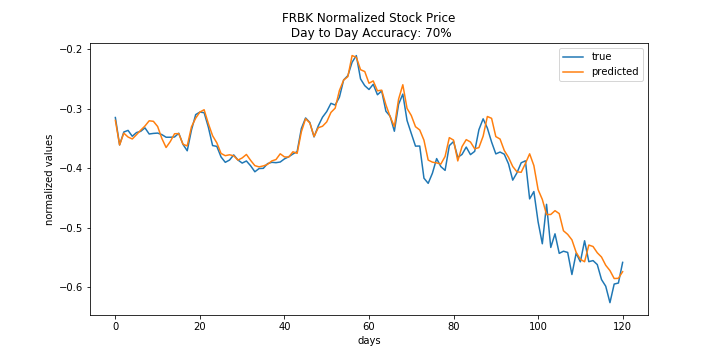 FRBK Normalized Stock Price
Day to Day Accuracy: 70%
true
predicted
normalized values
−0.2
−0.3
−0.4
−0.5
−0.6
0
20
40
60
80
100
120
days